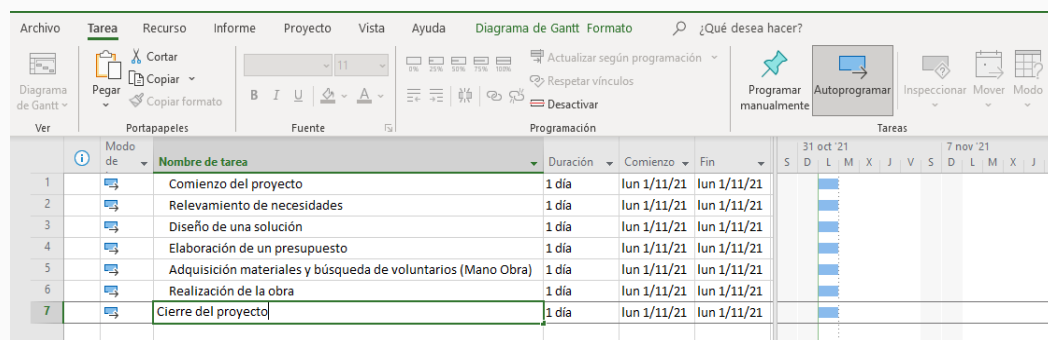 Archivo Tarea Recurso Informe Proyecto Vista Ayuda Diagrama de Gantt Formato ¿Qué desea hacer?
Diagrama de Gantt
Pegar
Cortar
Copiar
Copiar formato
11
N K S
0% 25% 50% 75% 100%
Actualizar según programación
Respetar vínculos
Desactivar
Programar manualmente
Autoprogramar
Inspeccionar
Mover
Modo
Ver Portapapeles Fuente Programación Tareas
Modo de Nombre de tarea Duración Comienzo Fin
31 oct '21 7 nov '21
S D L M X J V S D L M X J
1 Comienzo del proyecto 1 día lun 1/11/21 lun 1/11/21
2 Relevamiento de necesidades 1 día lun 1/11/21 lun 1/11/21
3 Diseño de una solución 1 día lun 1/11/21 lun 1/11/21
4 Elaboración de un presupuesto 1 día lun 1/11/21 lun 1/11/21
5 Adquisición materiales y búsqueda de voluntarios (Mano Obra) 1 día lun 1/11/21 lun 1/11/21
6 Realización de la obra 1 día lun 1/11/21 lun 1/11/21
7 Cierre del proyecto 1 día lun 1/11/21 lun 1/11/21